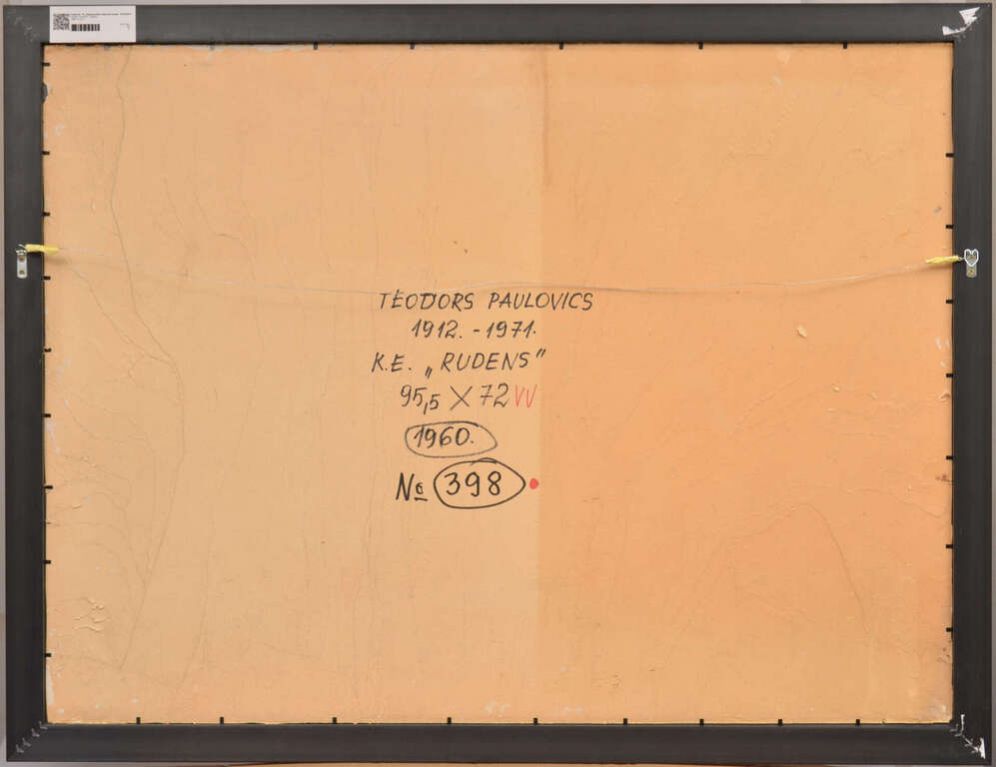 TEODORS PAULOVICS
1912. - 1971.
K.E. „RUDENS”
95,5 X 72 VV
1960.
№ 398